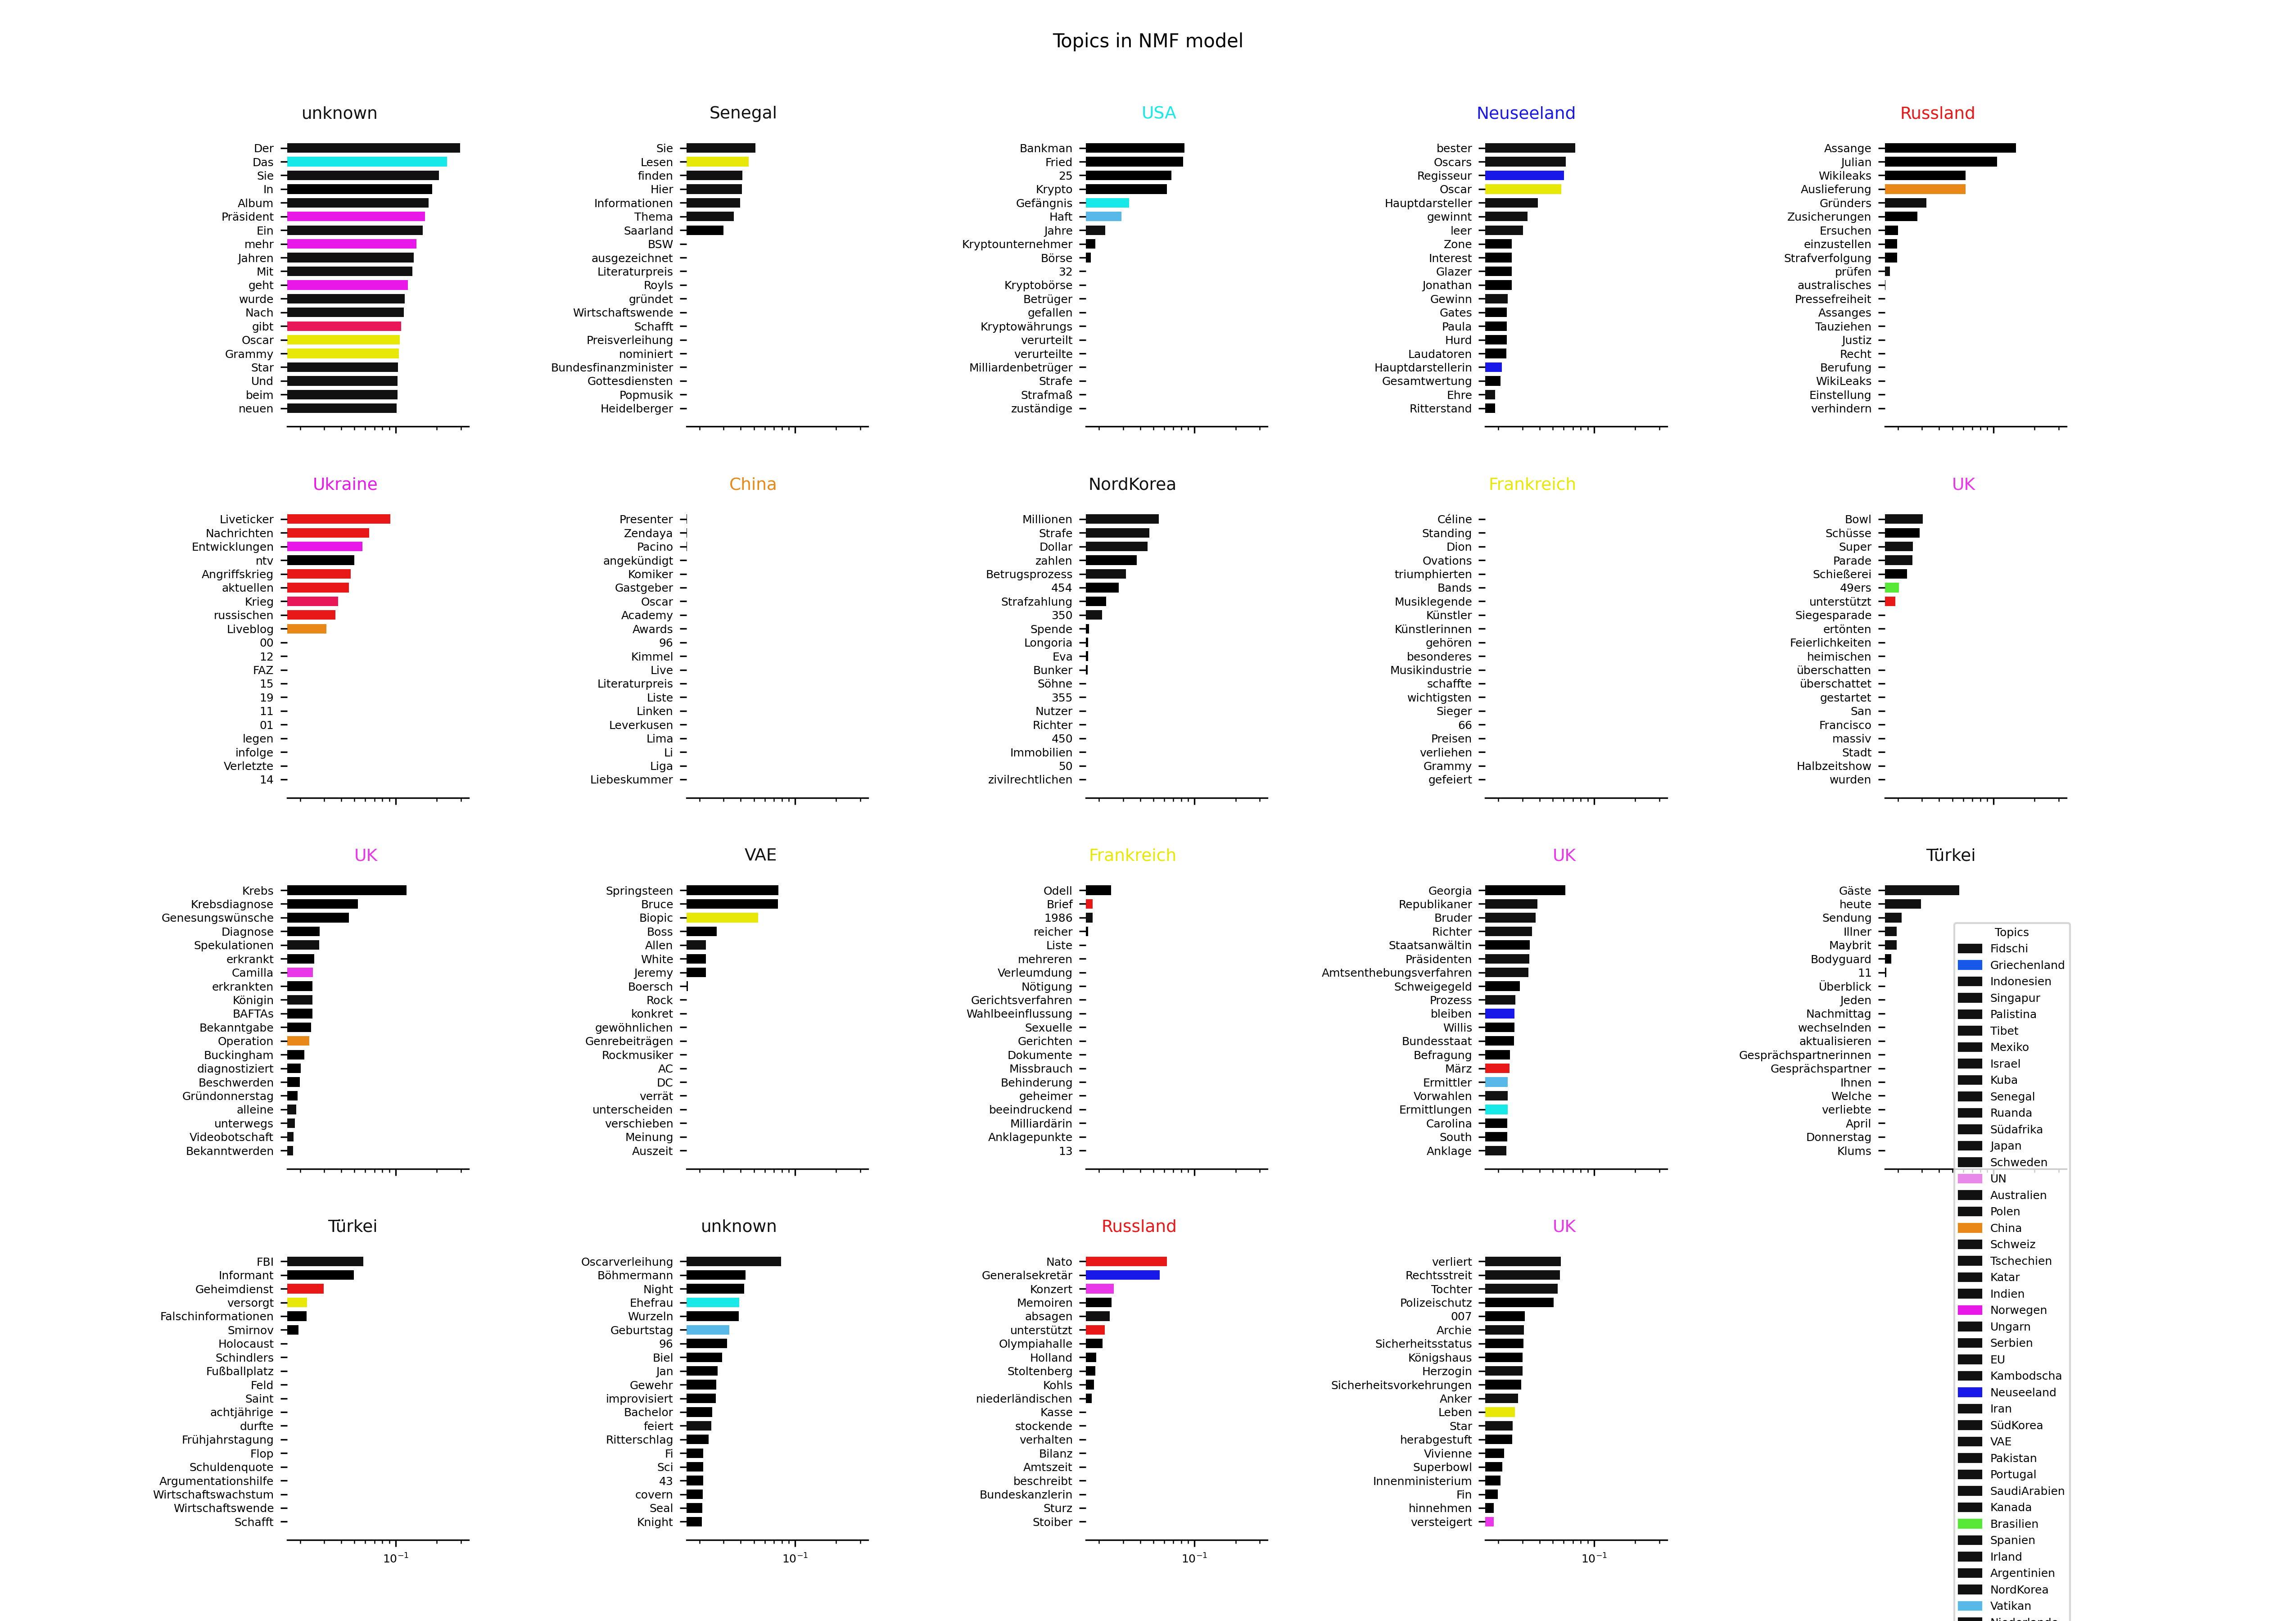 Topics in NMF model
unknown
Der
Das
Sie
In
Album
Präsident
Ein
mehr
Jahren
Mit
geht
wurde
Nach
gibt
Oscar
Grammy
Star
Und
beim
neuen
Senegal
Sie
Lesen
finden
Hier
Informationen
Thema
Saarland
BSW
ausgezeichnet
Literaturpreis
Royls
gründet
Wirtschaftswende
Schafft
Preisverleihung
nominiert
Bundesfinanzminister
Gottesdiensten
Popmusik
Heidelberger
USA
Bankman
Fried
25
Krypto
Gefängnis
Haft
Jahre
Kryptounternehmer
Börse
32
Kryptobörse
Betrüger
gefallen
Kryptowährungs
verurteilt
verurteilte
Milliardenbetrüger
Strafe
Strafmaß
zuständige
Neuseeland
bester
Oscars
Regisseur
Oscar
Hauptdarsteller
gewinnt
leer
Zone
Interest
Glazer
Jonathan
Gewinn
Gates
Paula
Hurd
Laudatoren
Hauptdarstellerin
Gesamtwertung
Ehre
Ritterstand
Russland
Assange
Julian
Wikileaks
Auslieferung
Gründers
Zusicherungen
Ersuchen
einzustellen
Strafverfolgung
prüfen
australisches
Pressefreiheit
Assanges
Tauziehen
Justiz
Recht
Berufung
WikiLeaks
Einstellung
verhindern
Ukraine
Liveticker
Nachrichten
Entwicklungen
ntv
Angriffskrieg
aktuellen
Krieg
russischen
Liveblog
00
12
FAZ
15
19
11
01
legen
infolge
Verletzte
14
China
Presenter
Zendaya
Pacino
angekündigt
Komiker
Gastgeber
Oscar
Academy
Awards
96
Kimmel
Live
Literaturpreis
Liste
Linken
Leverkusen
Lima
Li
Liga
Liebeskummer
NordKorea
Millionen
Strafe
Dollar
zahlen
Betrugsprozess
454
Strafzahlung
350
Spende
Longoria
Eva
Bunker
Söhne
355
Nutzer
Richter
450
Immobilien
50
zivilrechtlichen
Frankreich
Céline
Standing
Dion
Ovations
triumphierten
Bands
Musiklegende
Künstler
Künstlerinnen
gehören
besonderes
Musikindustrie
schaffte
wichtigsten
Sieger
66
Preisen
verliehen
Grammy
gefeiert
UK
Bowl
Schüsse
Super
Parade
Schießerei
49ers
unterstützt
Siegesparade
ertönten
Feierlichkeiten
heimischen
überschatten
überschattet
gestartet
San
Francisco
massiv
Stadt
Halbzeitshow
wurden
UK
Krebs
Krebsdiagnose
Genesungswünsche
Diagnose
Spekulationen
erkrankt
Camilla
erkrankten
Königin
BAFTAs
Bekanntgabe
Operation
Buckingham
diagnostiziert
Beschwerden
Gründonnerstag
alleine
unterwegs
Videobotschaft
Bekanntwerden
VAE
Springsteen
Bruce
Biopic
Boss
Allen
White
Jeremy
Boersch
Rock
konkret
gewöhnlichen
Genrebeiträgen
Rockmusiker
AC
DC
verrät
unterscheiden
verschieben
Meinung
Auszeit
Frankreich
Odell
Brief
1986
reicher
Liste
mehreren
Verleumdung
Nötigung
Gerichtsverfahren
Wahlbeeinflussung
Sexuelle
Gerichten
Dokumente
Missbrauch
Behinderung
geheimer
beeindruckend
Milliardärin
Anklagepunkte
13
UK
Georgia
Republikaner
Bruder
Richter
Staatsanwältin
Präsidenten
Amtsenthebungsverfahren
Schweigegeld
Prozess
bleiben
Willis
Bundesstaat
Befragung
März
Ermittler
Vorwahlen
Ermittlungen
Carolina
South
Anklage
Türkei
Gäste
heute
Sendung
Illner
Maybrit
Bodyguard
11
Überblick
Jeden
Nachmittag
wechselnden
aktualisieren
Gesprächspartnerinnen
Gesprächspartner
Ihnen
Welche
verliebte
April
Donnerstag
Klums
Türkei
FBI
Informant
Geheimdienst
versorgt
Falschinformationen
Smirnov
Holocaust
Schindlers
Fußballplatz
Feld
Saint
achtjährige
durfte
Frühjahrstagung
Flop
Schuldenquote
Argumentationshilfe
Wirtschaftswachstum
Wirtschaftswende
Schafft
10⁻¹
unknown
Oscarverleihung
Böhmermann
Night
Ehefrau
Wurzeln
Geburtstag
96
Biel
Jan
Gewehr
improvisiert
Bachelor
feiert
Ritterschlag
Fi
Sci
43
covern
Seal
Knight
10⁻¹
Russland
Nato
Generalsekretär
Konzert
Memoiren
absagen
unterstützt
Olympiahalle
Holland
Stoltenberg
Kohls
niederländischen
Kasse
stockende
verhalten
Bilanz
Amtszeit
beschreibt
Bundeskanzlerin
Sturz
Stoiber
10⁻¹
UK
verliert
Rechtsstreit
Tochter
Polizeischutz
007
Archie
Sicherheitsstatus
Königshaus
Herzogin
Sicherheitsvorkehrungen
Anker
Leben
Star
herabgestuft
Vivienne
Superbowl
Innenministerium
Fin
hinnehmen
versteigert
10⁻¹
Topics
Fidschi
Griechenland
Indonesien
Singapur
Palistina
Tibet
Mexiko
Israel
Kuba
Senegal
Ruanda
Südafrika
Japan
Schweden
UN
Australien
Polen
China
Schweiz
Tschechien
Katar
Indien
Norwegen
Ungarn
Serbien
EU
Kambodscha
Neuseeland
Iran
SüdKorea
VAE
Pakistan
Portugal
SaudiArabien
Kanada
Brasilien
Spanien
Irland
Argentinien
NordKorea
Vatikan